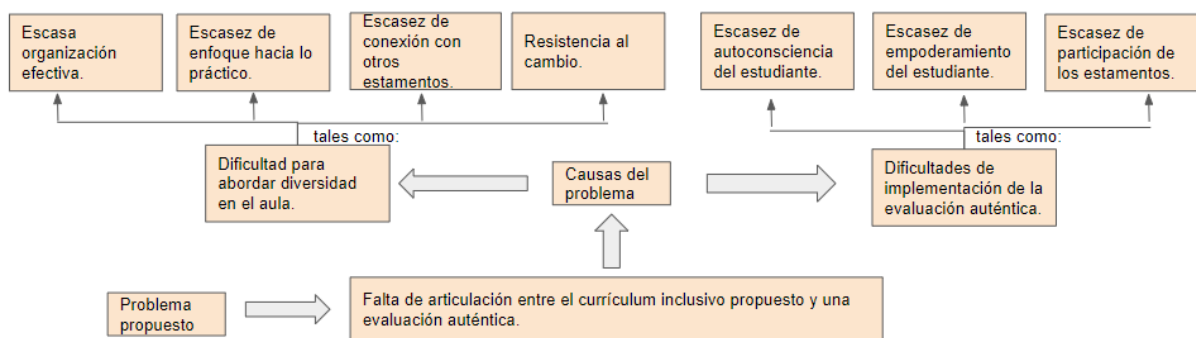 Escasa
organización
efectiva.
Escasez de
enfoque hacia lo
práctico.
Escasez de
conexión con
otros
estamentos.
Resistencia al
cambio.
Escasez de
autoconsciencia
del estudiante.
Escasez de
empoderamiento
del estudiante.
Escasez de
participación de
los estamentos.
tales como:
tales como:
Dificultad para
abordar diversidad
en el aula.
Causas del
problema
Dificultades de
implementación de la
evaluación auténtica.
Problema
propuesto
Falta de articulación entre el currículum inclusivo propuesto y una
evaluación auténtica.